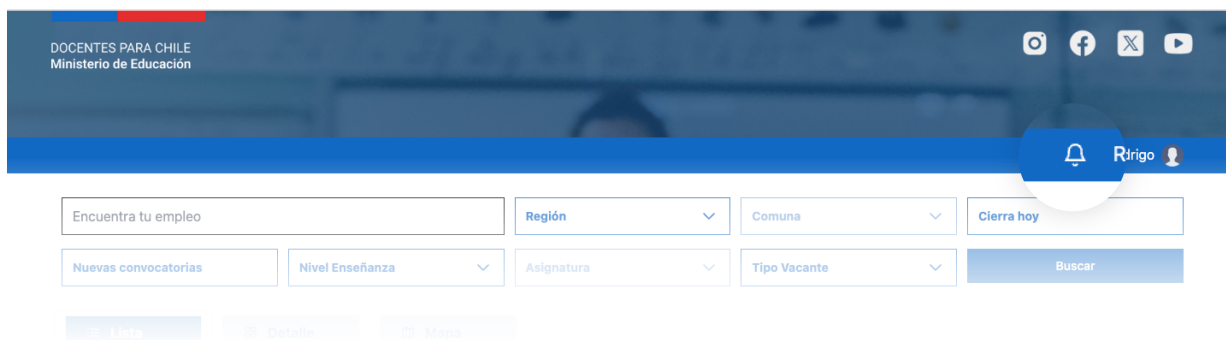 DOCENTES PARA CHILE
Ministerio de Educación
Rdrigo
Encuentra tu empleo
Región
Comuna
Cierra hoy
Nuevas convocatorias
Nivel Enseñanza
Asignatura
Tipo Vacante
Buscar
Lista
Detalle
Mapa